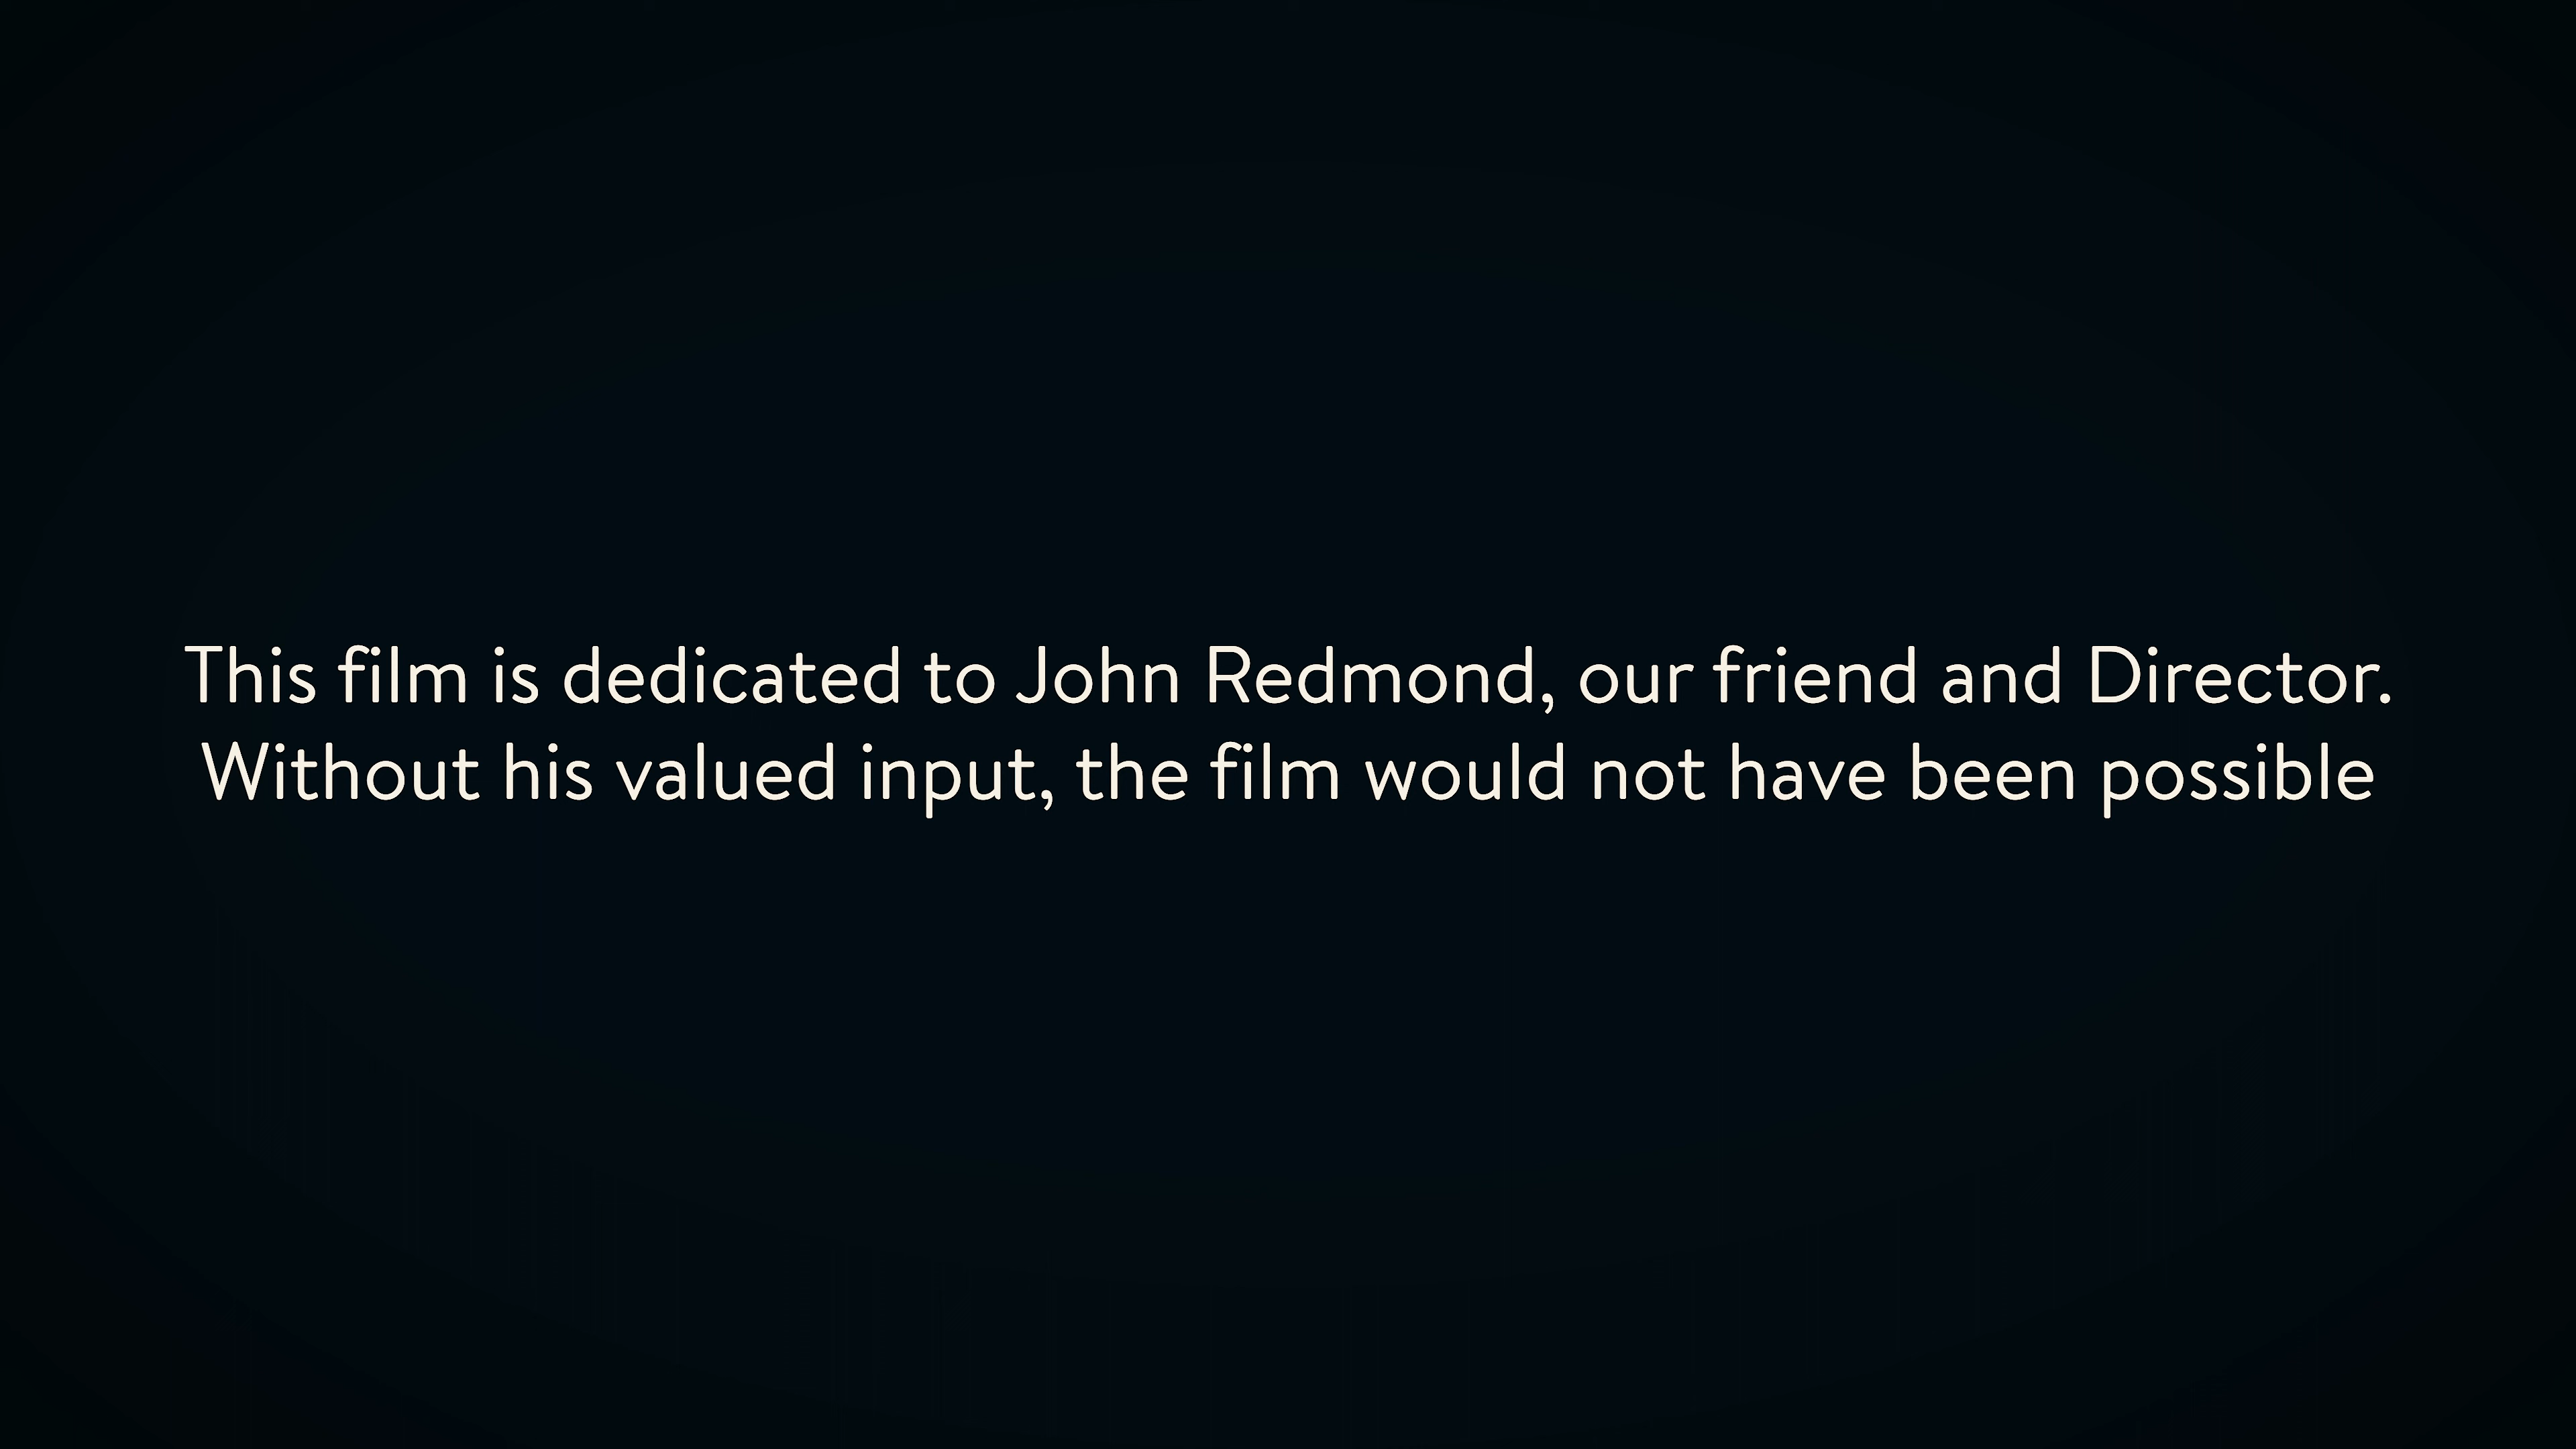 This film is dedicated to John Redmond, our friend and Director.
Without his valued input, the film would not have been possible